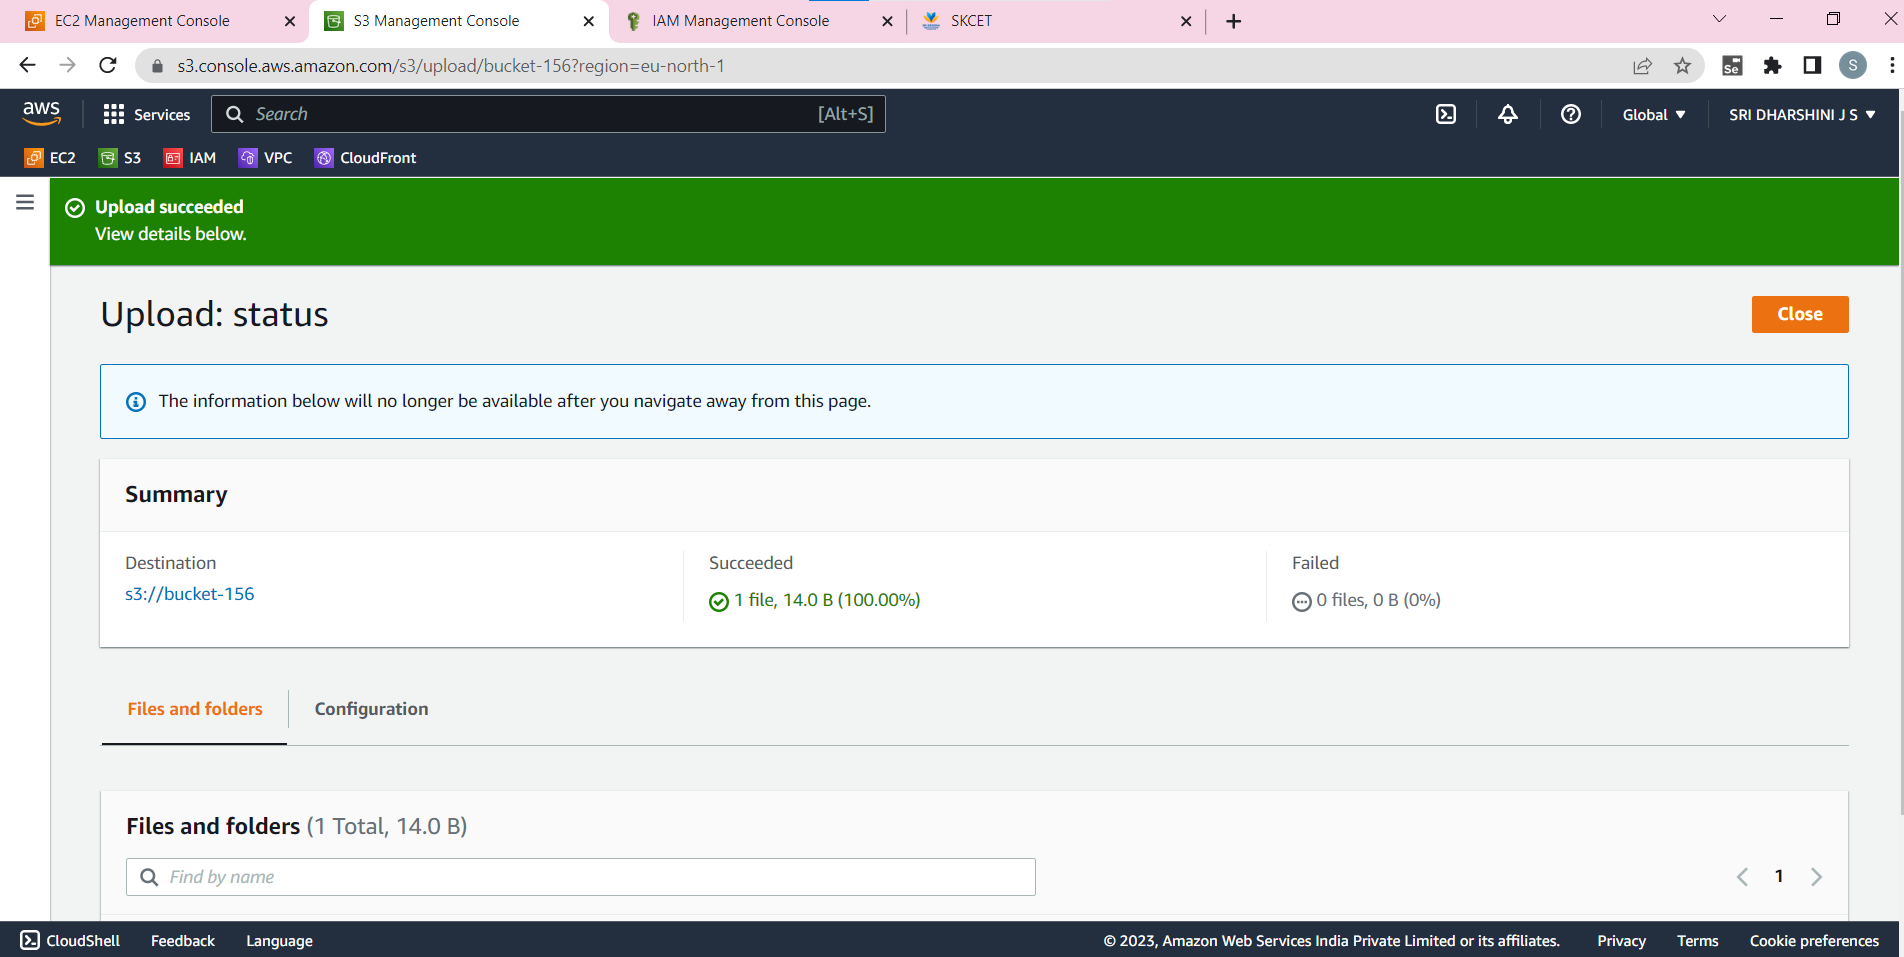 EC2 Management Console
S3 Management Console
IAM Management Console
SKCET
s3.console.aws.amazon.com/s3/upload/bucket-156?region=eu-north-1
Se
S
aws
Services
Search
[Alt+S]
Global
SRI DHARSHINI J S
EC2
S3
IAM
VPC
CloudFront
Upload succeeded
View details below.
Upload: status
Close
The information below will no longer be available after you navigate away from this page.
Summary
Destination
s3://bucket-156
Succeeded
1 file, 14.0 B (100.00%)
Failed
0 files, 0 B (0%)
Files and folders
Configuration
Files and folders (1 Total, 14.0 B)
Find by name
1
CloudShell
Feedback
Language
© 2023, Amazon Web Services India Private Limited or its affiliates.
Privacy
Terms
Cookie preferences